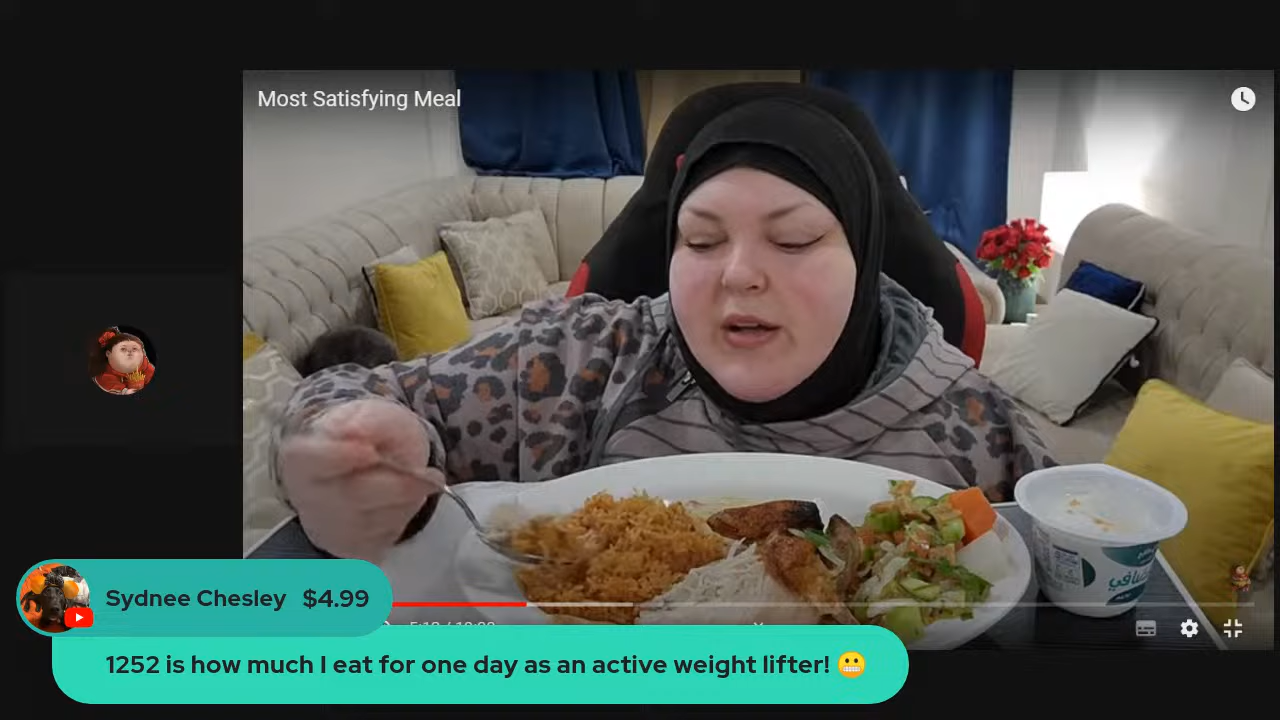 Most Satisfying Meal
صافي
Sydnee Chesley $4.99
1252 is how much I eat for one day as an active weight lifter! 😬